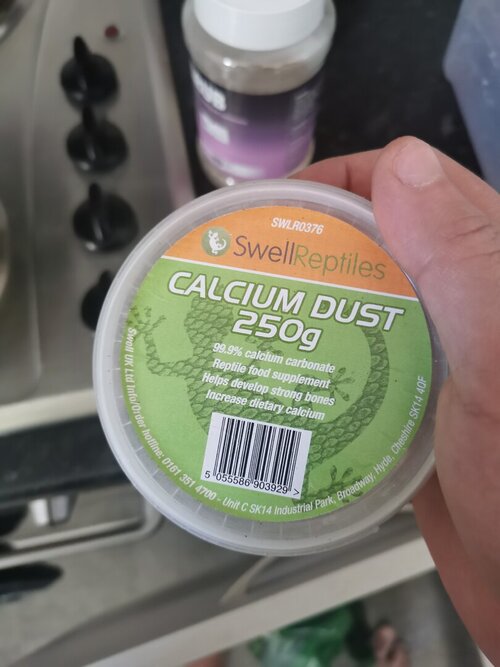 SWLR0376
SwellReptiles
CALCIUM DUST
250g
99.9% calcium carbonate
Reptile food supplement
Helps develop strong bones
Increase dietary calcium
5 055586 903929 >
Swell UK Ltd Info/Order hotline: 0161 351 4700 - Unit C SK14 Industrial Park, Broadway, Hyde, Cheshire SK14 4QF